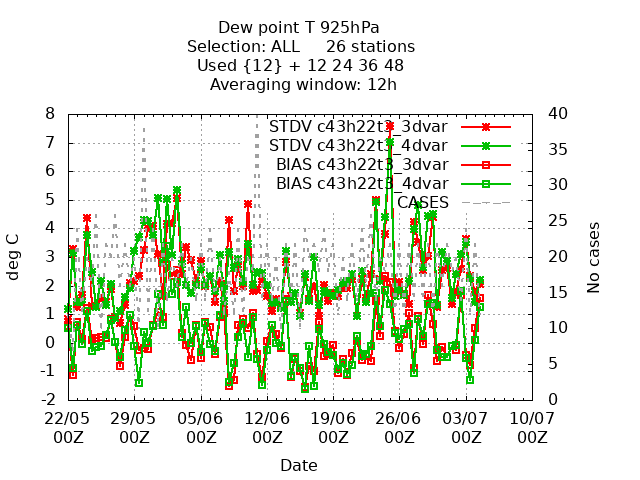 Dew point T 925hPa
Selection: ALL     26 stations
Used {12} + 12 24 36 48
Averaging window: 12h
STDV c43h22t3_3dvar
STDV c43h22t3_4dvar
BIAS c43h22t3_3dvar
BIAS c43h22t3_4dvar
CASES
deg C
8
7
6
5
4
3
2
1
0
-1
-2
40
35
30
25
20
15
10
5
0
No cases
22/05 29/05 05/06 12/06 19/06 26/06 03/07 10/07
00Z 00Z 00Z 00Z 00Z 00Z 00Z 00Z
Date